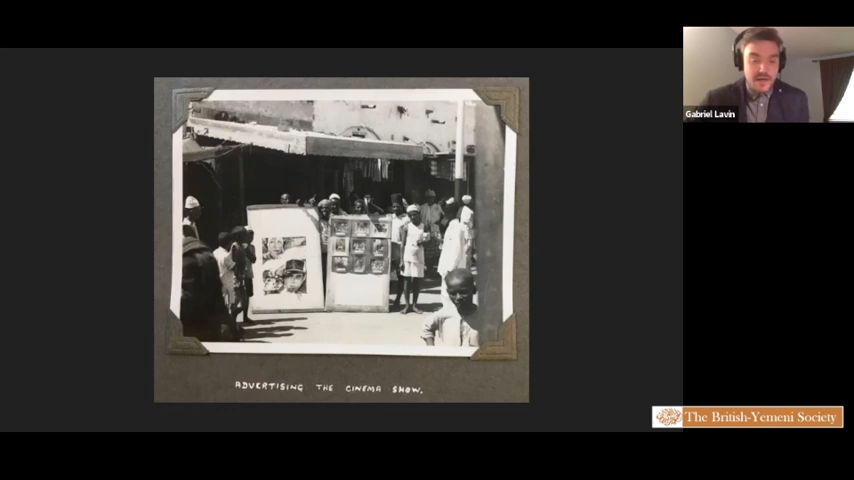 Gabriel Lavin
ADVERTISING THE CINEMA SHOW.
The British-Yemeni Society